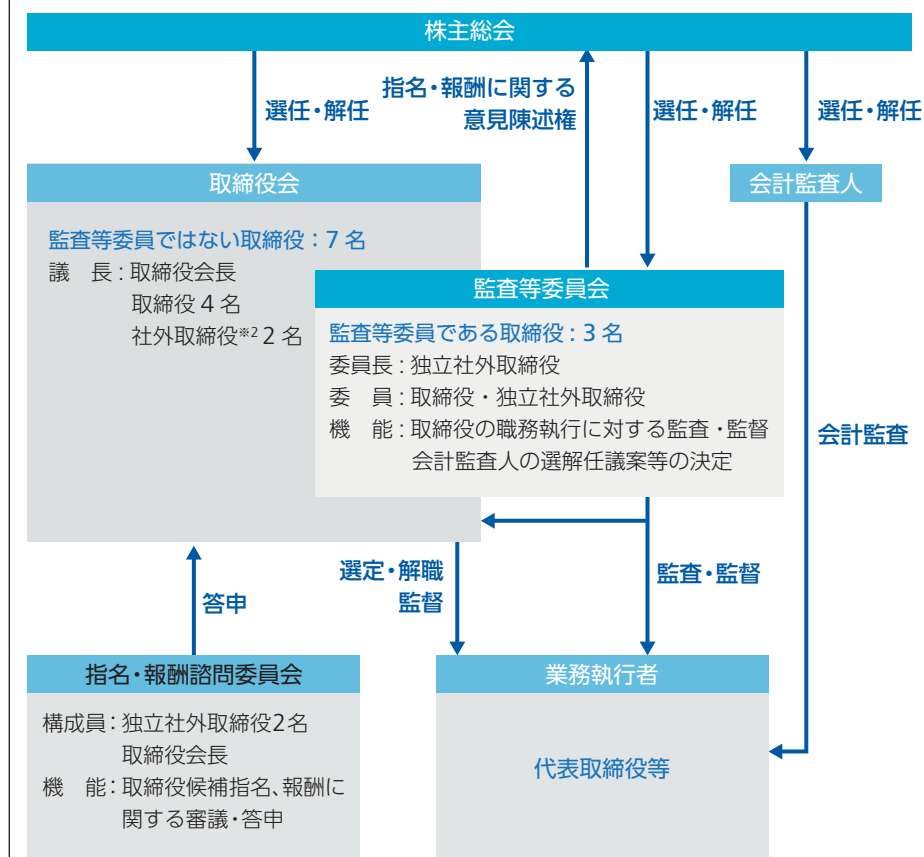 株主総会
選任・解任
指名・報酬に関する
意見陳述権
選任・解任
選任・解任
取締役会
監査等委員ではない取締役：7 名
議　長：取締役会長
取締役 4 名
社外取締役※2 2 名
会計監査人
監査等委員会
監査等委員である取締役：3 名
委員長：独立社外取締役
委　員：取締役・独立社外取締役
機　能：取締役の職務執行に対する監査・監督
会計監査人の選解任議案等の決定
会計監査
選定・解職
監督
監査・監督
答申
指名・報酬諮問委員会
構成員：独立社外取締役2名
取締役会長
機　能：取締役候補指名、報酬に
関する審議・答申
業務執行者
代表取締役等